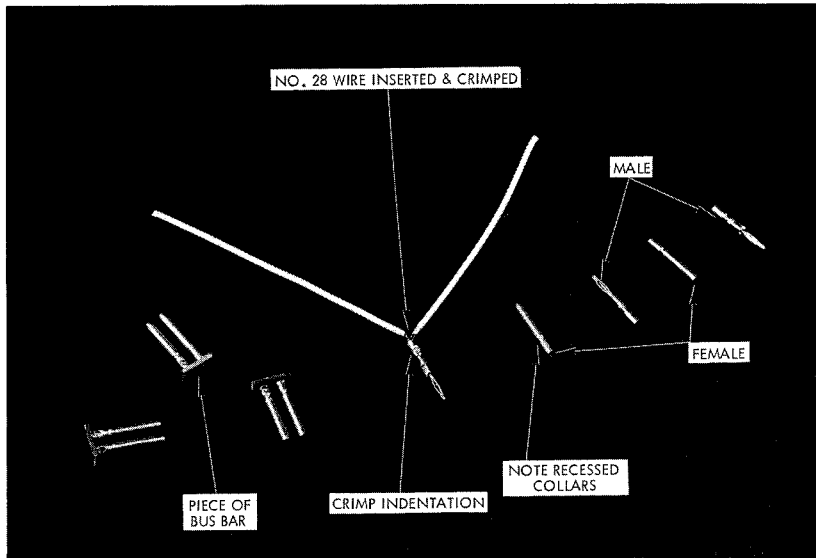 NO. 28 WIRE INSERTED & CRIMPED
MALE
FEMALE
NOTE RECESSED
COLLARS
CRIMP INDENTATION
PIECE OF
BUS BAR